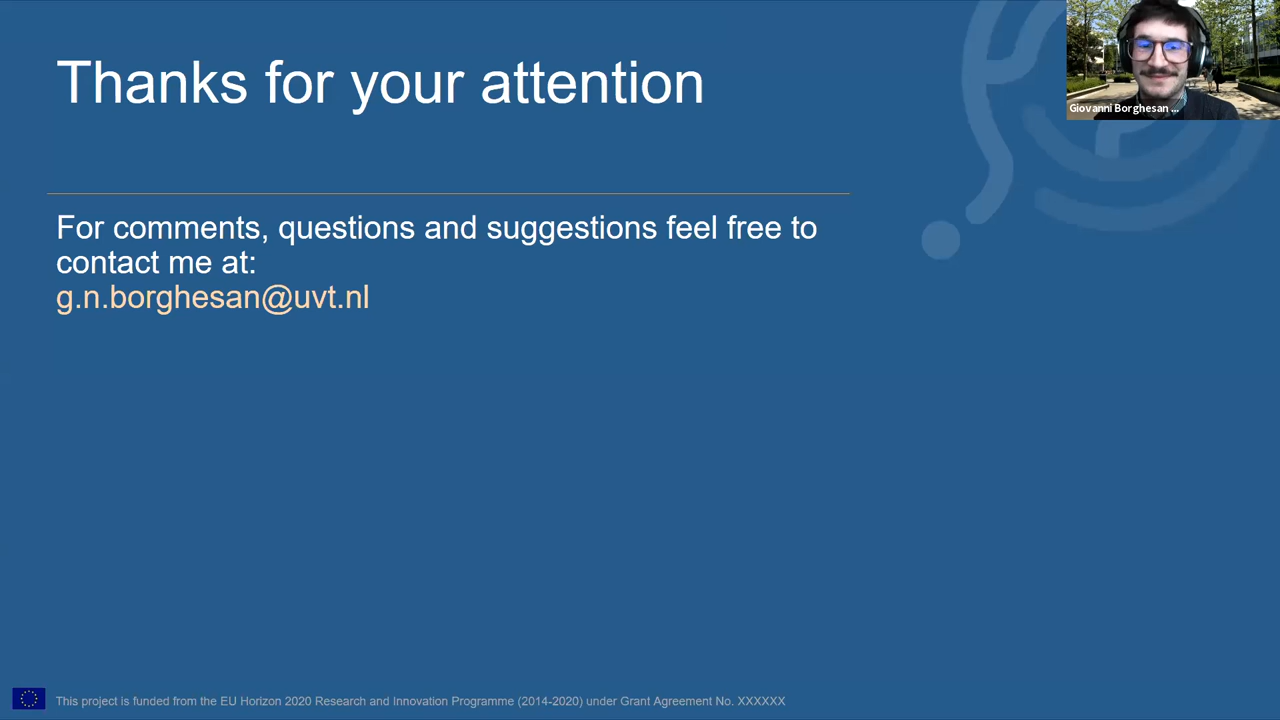 Thanks for your attention
Giovanni Borghesan ...
For comments, questions and suggestions feel free to
contact me at:
g.n.borghesan@uvt.nl
This project is funded from the EU Horizon 2020 Research and Innovation Programme (2014-2020) under Grant Agreement No. XXXXXX